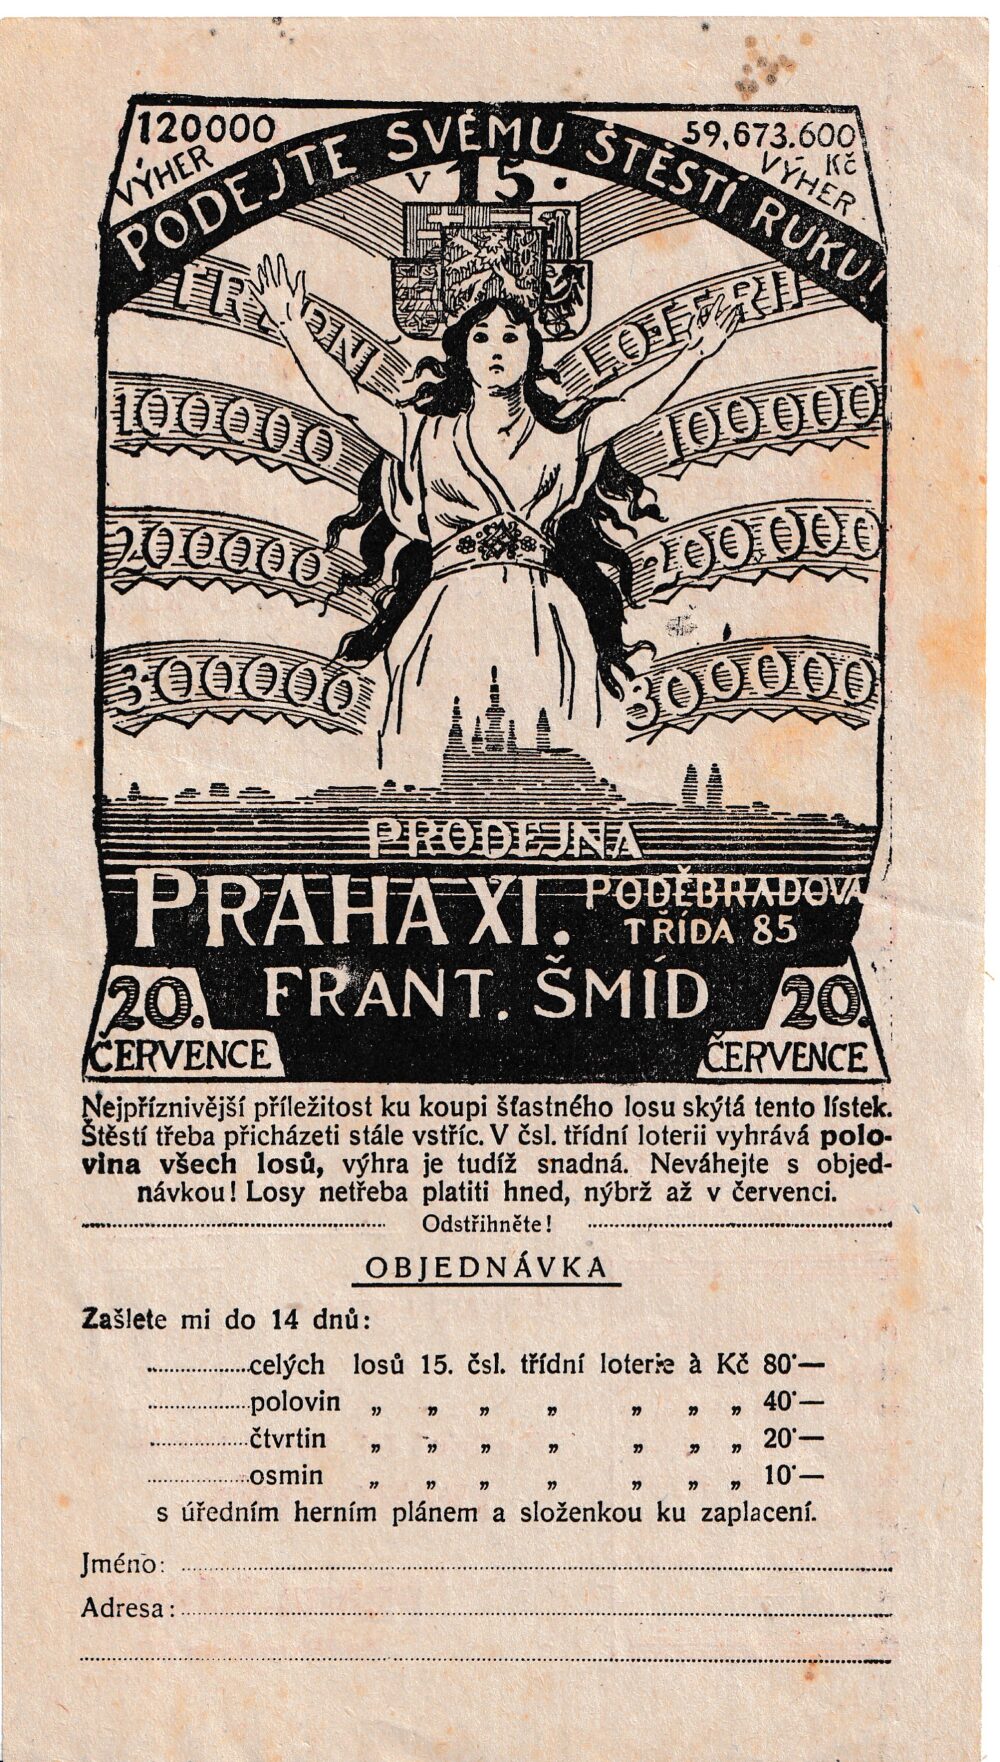 120000
VÝHER
59,673.600
Kč
VÝHER.
PODEJTE SVÉMU ŠTĚSTÍ RUKU!
V 15.
TŘÍDNÍ LOTERII
100000 100000
200000 200000
300000 300000
PRODEJNA
PRAHA XI. PODĚBRADOVA
TŘÍDA 85
FRANT. ŠMÍD
20. 20.
ČERVENCE ČERVENCE
Nejpříznivější příležitost ku koupi šťastného losu skýtá tento lístek.
Štěstí třeba přicházeti stále vstříc. V čsl. třídní loterii vyhrává polo-
vina všech losů, výhra je tudíž snadná. Neváhejte s objed-
návkou! Losy netřeba platiti hned, nýbrž až v červenci.
Odstřihněte!
OBJEDNÁVKA
Zašlete mi do 14 dnů:
celých losů 15. čsl. třídní loterie à Kč 80·—
polovin „ „ „ „ „ „ „ 40·—
čtvrtin „ „ „ „ „ „ „ 20·—
osmin „ „ „ „ „ „ „ 10·—
s úředním herním plánem a složenkou ku zaplacení.
Jméno:
Adresa: